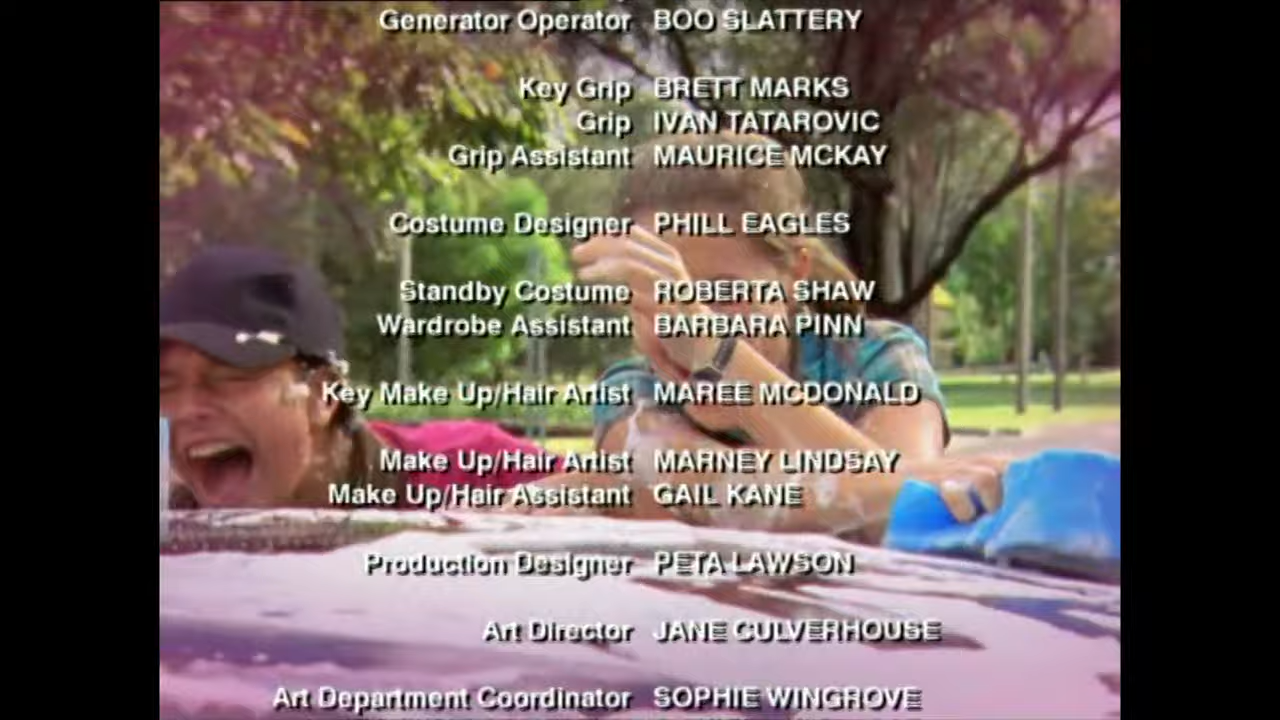 Generator Operator BOO SLATTERY
Key Grip BRETT MARKS
Grip IVAN TATAROVIC
Grip Assistant MAURICE MCKAY
Costume Designer PHILL EAGLES
Standby Costume ROBERTA SHAW
Wardrobe Assistant BARBARA PINN
Key Make Up/Hair Artist MAREE MCDONALD
Make Up/Hair Artist MARNEY LINDSAY
Make Up/Hair Assistant GAIL KANE
Production Designer PETA LAWSON
Art Director JANE CULVERHOUSE
Art Department Coordinator SOPHIE WINGROVE